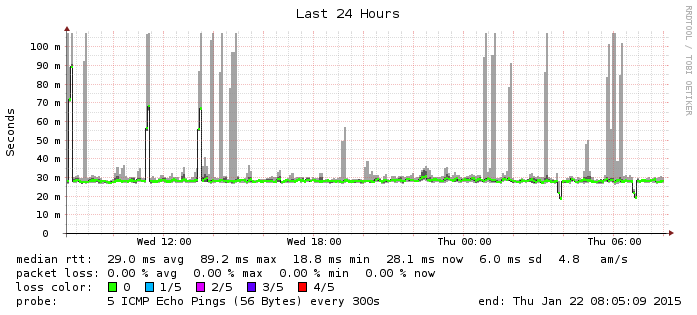 Last 24 Hours
RRDTOOL / TOBI OETIKER
Seconds
100 m
90 m
80 m
70 m
60 m
50 m
40 m
30 m
20 m
10 m
0
Wed 12:00 Wed 18:00 Thu 00:00 Thu 06:00
median rtt: 29.0 ms avg 89.2 ms max 18.8 ms min 28.1 ms now 6.0 ms sd 4.8 am/s
packet loss: 0.00 % avg 0.00 % max 0.00 % min 0.00 % now
loss color: 0 1/5 2/5 3/5 4/5
probe: 5 ICMP Echo Pings (56 Bytes) every 300s end: Thu Jan 22 08:05:09 2015